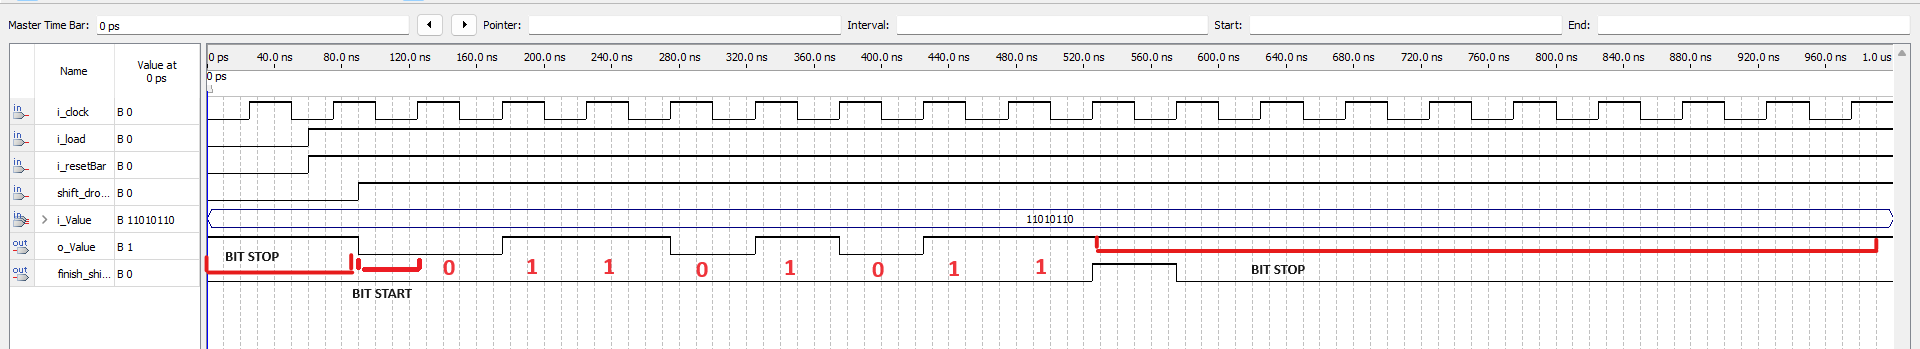 Master Time Bar: 0 ps Pointer: Interval: Start: End:
Name Value at 0 ps
0 ps 40.0 ns 80.0 ns 120.0 ns 160.0 ns 200.0 ns 240.0 ns 280.0 ns 320.0 ns 360.0 ns 400.0 ns 440.0 ns 480.0 ns 520.0 ns 560.0 ns 600.0 ns 640.0 ns 680.0 ns 720.0 ns 760.0 ns 800.0 ns 840.0 ns 880.0 ns 920.0 ns 960.0 ns 1.0 us
0 ps
in i_clock B 0
in i_load B 0
in i_resetBar B 0
in shift_dro... B 0
in > i_Value B 11010110 11010110
out o_Value B 1
BIT STOP
out finish_shi... B 0
0 1 1 0 1 0 1 1
BIT STOP
BIT START